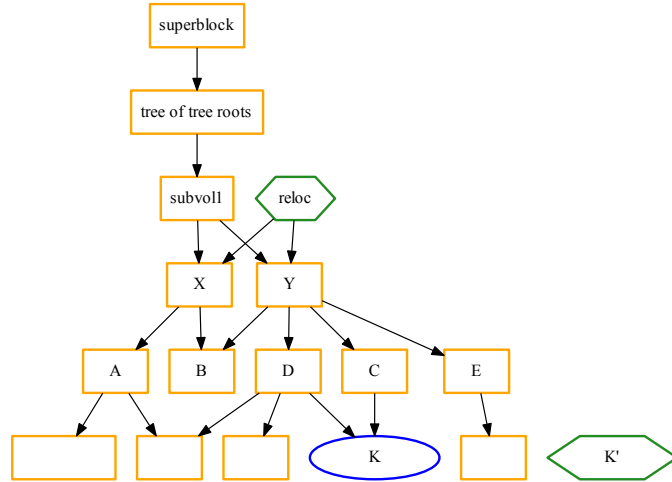 superblock
tree of tree roots
subvol1
reloc
X
Y
A
B
D
C
E
K
K'